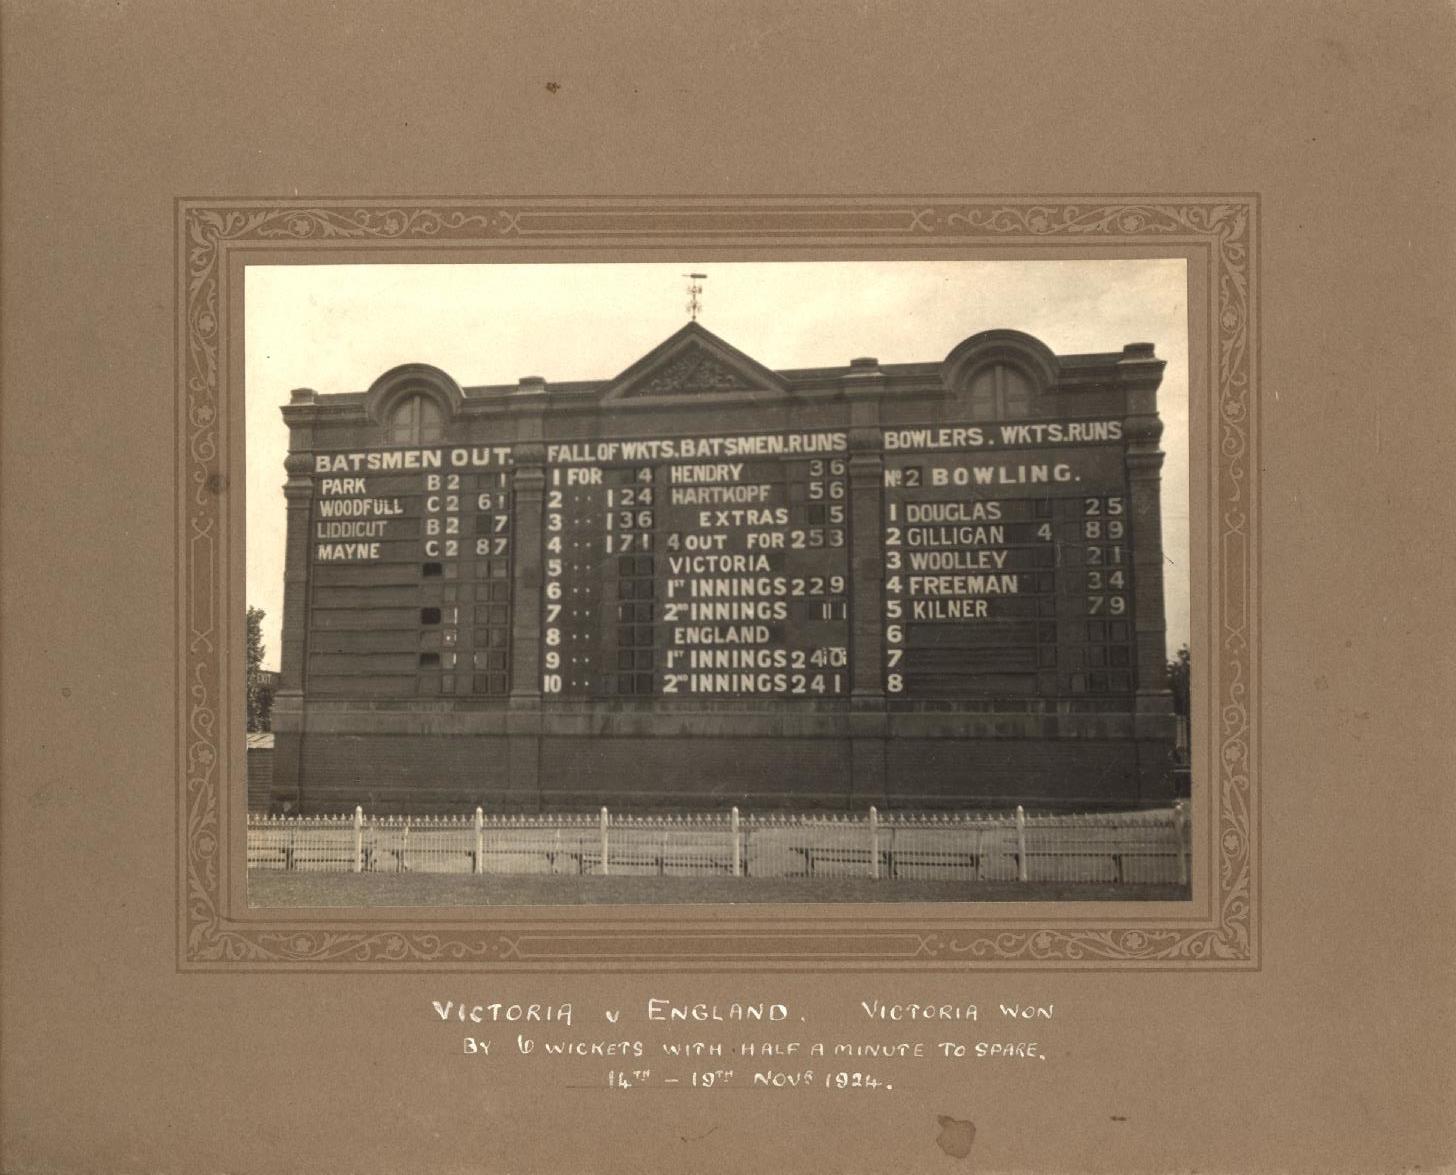 BATSMEN OUT.
PARK B 2 1
WOODFULL C 2 61
LIDDICUT B 2 7
MAYNE C 2 87
FALL OF WKTS. BATSMEN. RUNS
1 FOR 4 HENDRY 36
2 ·· 124 HARTKOPF 56
3 ·· 136 EXTRAS 5
4 ·· 171 4 OUT FOR 253
5 ·· VICTORIA
6 ·· 1ST INNINGS 229
7 ·· 2ND INNINGS
8 ·· ENGLAND
9 ·· 1ST INNINGS 240
10 ·· 2ND INNINGS 241
BOWLERS. WKTS. RUNS
No 2 BOWLING.
1 DOUGLAS 25
2 GILLIGAN 4 89
3 WOOLLEY 21
4 FREEMAN 34
5 KILNER 79
6
7
8
EXIT
VICTORIA v ENGLAND. VICTORIA WON
BY 6 WICKETS WITH HALF A MINUTE TO SPARE.
14TH – 19TH NOVR 1924.